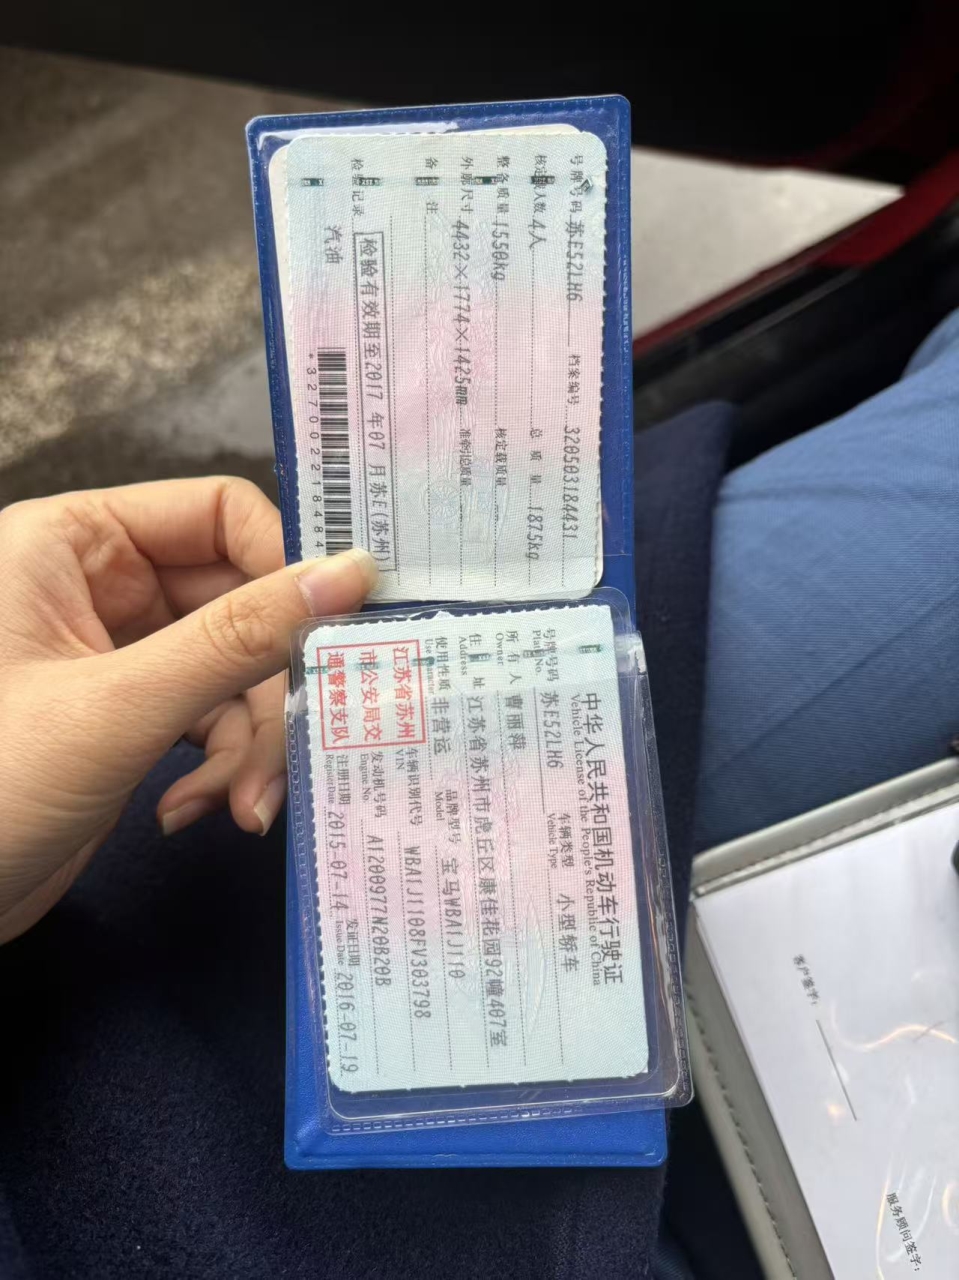 号牌号码 苏E52LH6 档案编号 320503184431
核定载人数 4人 总质量 1875kg
整备质量 1550kg 核定载质量 --
外廓尺寸 4432×1774×1425mm 准牵引总质量
备注
检验记录 检验有效期至2017年07月苏E(苏州)
汽油
*327002218484
中华人民共和国机动车行驶证
Vehicle License of the People's Republic of China
号牌号码 苏E52LH6 车辆类型 小型轿车
Plate No. Vehicle Type
所有人 曹丽萍
Owner
住址 江苏省苏州市虎丘区康佳花园92幢407室
Address
使用性质 非营运 品牌型号 宝马WBA1J110
Use Character Model
江苏省苏州
市公安局交
通警察支队
车辆识别代号 WBA1J1108FV303798
VIN
发动机号码 A1200977N20B20B
Engine No.
注册日期 2015-07-14 发证日期 2016-07-19
Register Date Issue Date
客户签字:
服务顾问签字: